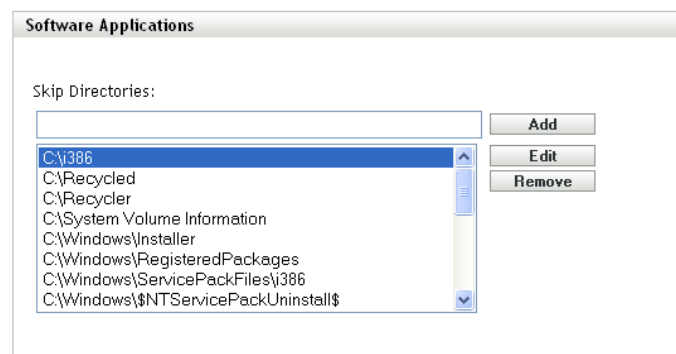 Software Applications
Skip Directories:
Add
C:\i386
Edit
C:\Recycled
Remove
C:\Recycler
C:\System Volume Information
C:\Windows\Installer
C:\Windows\RegisteredPackages
C:\Windows\ServicePackFiles\i386
C:\Windows\$NTServicePackUninstall$